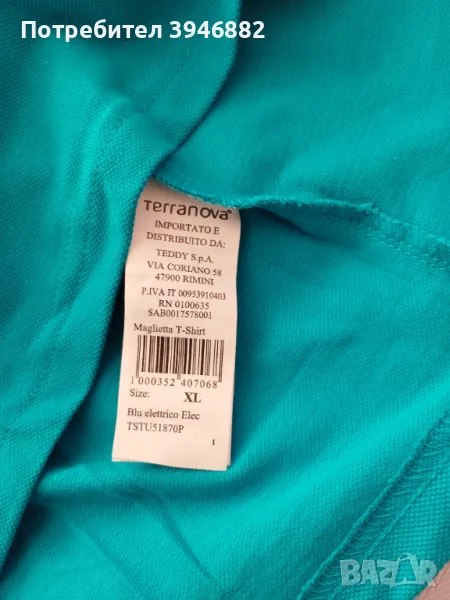 Потребител 3946882
Terranova
IMPORTATO E
DISTRIBUITO DA:
TEDDY S.p.A.
VIA CORIANO 58
47900 RIMINI
P.IVA IT 00953910403
RN 0100635
SAB0017578001
Maglietta T-Shirt
1 000352 407068
Size: XL
Blu elettrico Elec
TSTU51870P
1
BAZAR